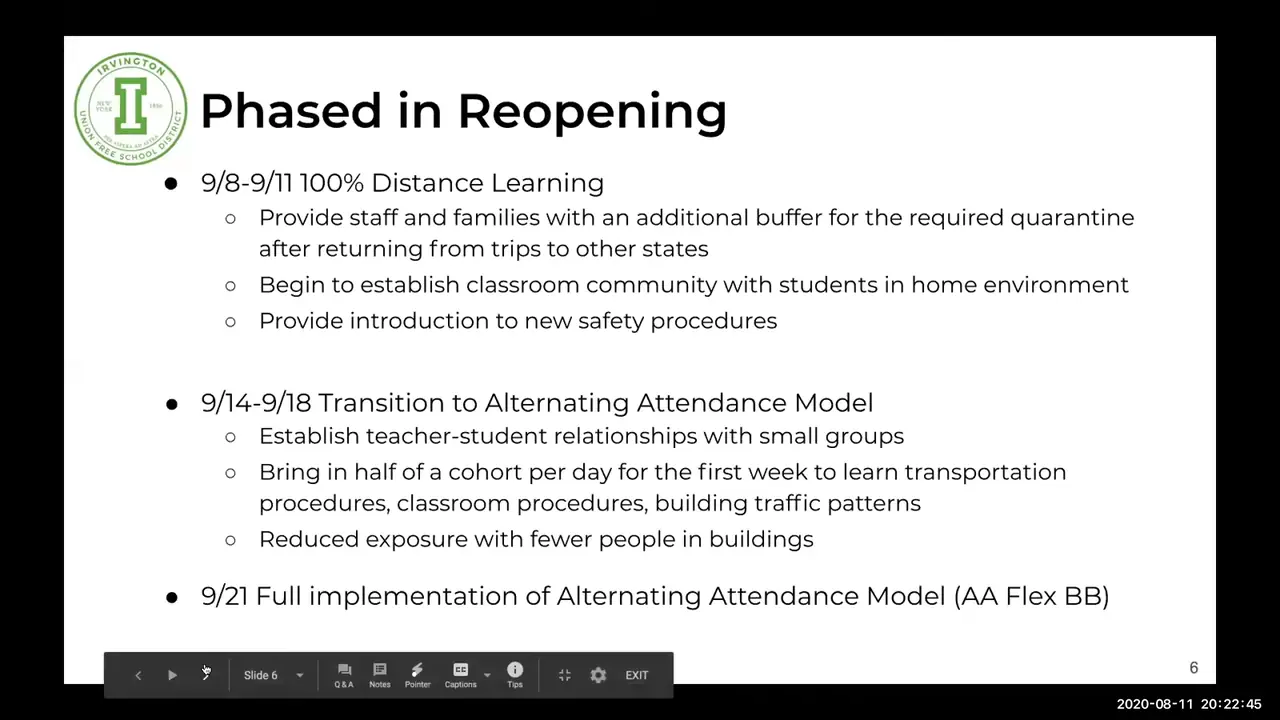 IRVINGTON
NEW YORK
1856
UNION FREE SCHOOL DISTRICT
Phased in Reopening
● 9/8-9/11 100% Distance Learning
○ Provide staff and families with an additional buffer for the required quarantine
after returning from trips to other states
○ Begin to establish classroom community with students in home environment
○ Provide introduction to new safety procedures
● 9/14-9/18 Transition to Alternating Attendance Model
○ Establish teacher-student relationships with small groups
○ Bring in half of a cohort per day for the first week to learn transportation
procedures, classroom procedures, building traffic patterns
○ Reduced exposure with fewer people in buildings
● 9/21 Full implementation of Alternating Attendance Model (AA Flex BB)
Slide 6
Q&A
Notes
Pointer
CC
Captions
Tips
EXIT
6
2020-08-11 20:22:45